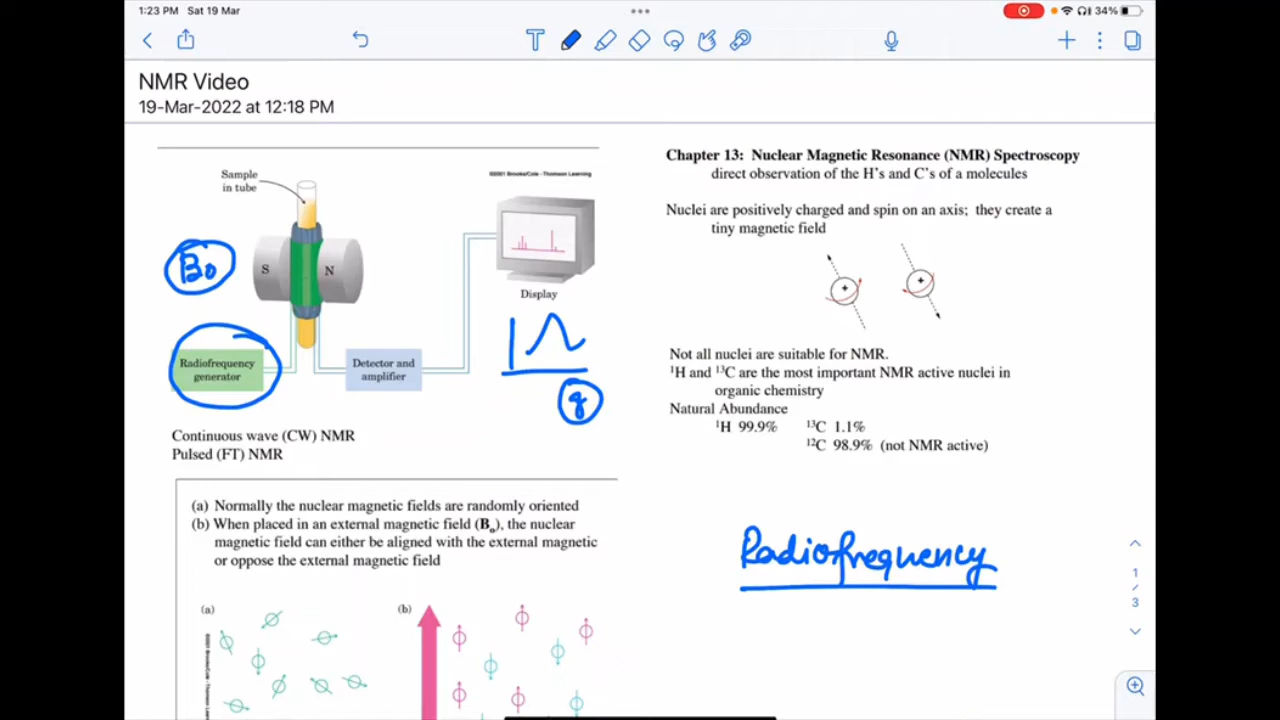 1:23 PM Sat 19 Mar
34%
NMR Video
19-Mar-2022 at 12:18 PM
Sample
in tube
©2001 Brooks/Cole - Thomson Learning
B₀
S
N
Display
Radiofrequency
generator
Detector and
amplifier
Continuous wave (CW) NMR
Pulsed (FT) NMR
(a) Normally the nuclear magnetic fields are randomly oriented
(b) When placed in an external magnetic field (Bₒ), the nuclear
magnetic field can either be aligned with the external magnetic
or oppose the external magnetic field
(a)
(b)
Chapter 13: Nuclear Magnetic Resonance (NMR) Spectroscopy
direct observation of the H's and C's of a molecules
Nuclei are positively charged and spin on an axis; they create a
tiny magnetic field
+
+
Not all nuclei are suitable for NMR.
¹H and ¹³C are the most important NMR active nuclei in
organic chemistry
Natural Abundance
¹H 99.9% ¹³C 1.1%
¹²C 98.9% (not NMR active)
Radiofrequency
1
/
3